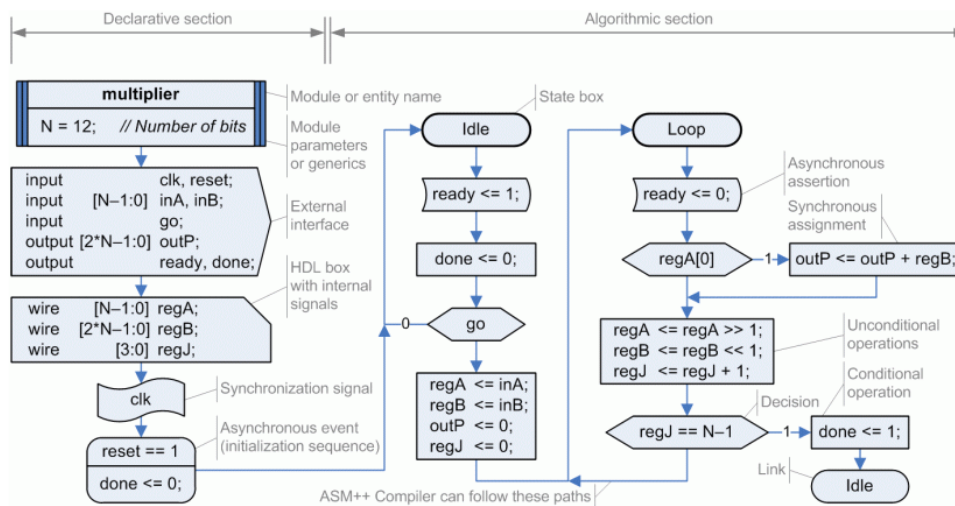 Declarative section
Algorithmic section
multiplier
N = 12; // Number of bits
Module or entity name
Module
parameters
or generics
input clk, reset;
input [N–1:0] inA, inB;
input go;
output [2*N–1:0] outP;
output ready, done;
External
interface
wire [N–1:0] regA;
wire [2*N–1:0] regB;
wire [3:0] regJ;
HDL box
with internal
signals
clk
Synchronization signal
reset == 1
done <= 0;
Asynchronous event
(initialization sequence)
Idle
State box
ready <= 1;
done <= 0;
go
0
regA <= inA;
regB <= inB;
outP <= 0;
regJ <= 0;
ASM++ Compiler can follow these paths
Loop
ready <= 0;
Asynchronous
assertion
regA[0]
1
Synchronous
assignment
outP <= outP + regB;
regA <= regA >> 1;
regB <= regB << 1;
regJ <= regJ + 1;
Unconditional
operations
regJ == N–1
Decision
1
Conditional
operation
done <= 1;
Link
Idle